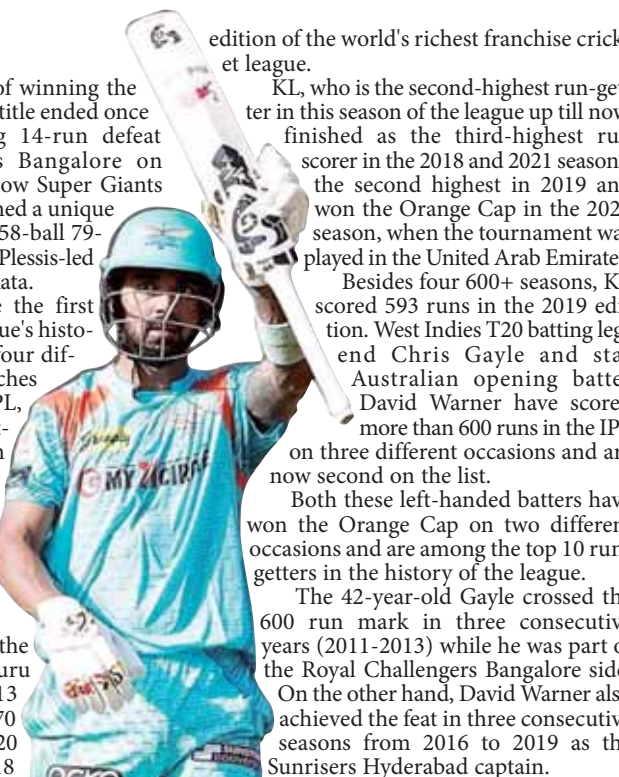 of winning the
title ended once
g 14-run defeat
s Bangalore on
ow Super Giants
ned a unique
58-ball 79-
Plessis-led
ata.
e the first
ue's histo-
four dif-
ches
PL,
t-
n
the
uru
13
70
20
18
edition of the world's richest franchise crick
et league.
KL, who is the second-highest run-get
ter in this season of the league up till now
finished as the third-highest ru
scorer in the 2018 and 2021 season
the second highest in 2019 an
won the Orange Cap in the 202
season, when the tournament wa
played in the United Arab Emirate
Besides four 600+ seasons, K
scored 593 runs in the 2019 edi
tion. West Indies T20 batting leg
end Chris Gayle and sta
Australian opening batte
David Warner have score
more than 600 runs in the IP
on three different occasions and ar
now second on the list.
Both these left-handed batters hav
won the Orange Cap on two differen
occasions and are among the top 10 run
getters in the history of the league.
The 42-year-old Gayle crossed th
600 run mark in three consecutiv
years (2011-2013) while he was part o
the Royal Challengers Bangalore side
On the other hand, David Warner als
achieved the feat in three consecutiv
seasons from 2016 to 2019 as th
Sunrisers Hyderabad captain.